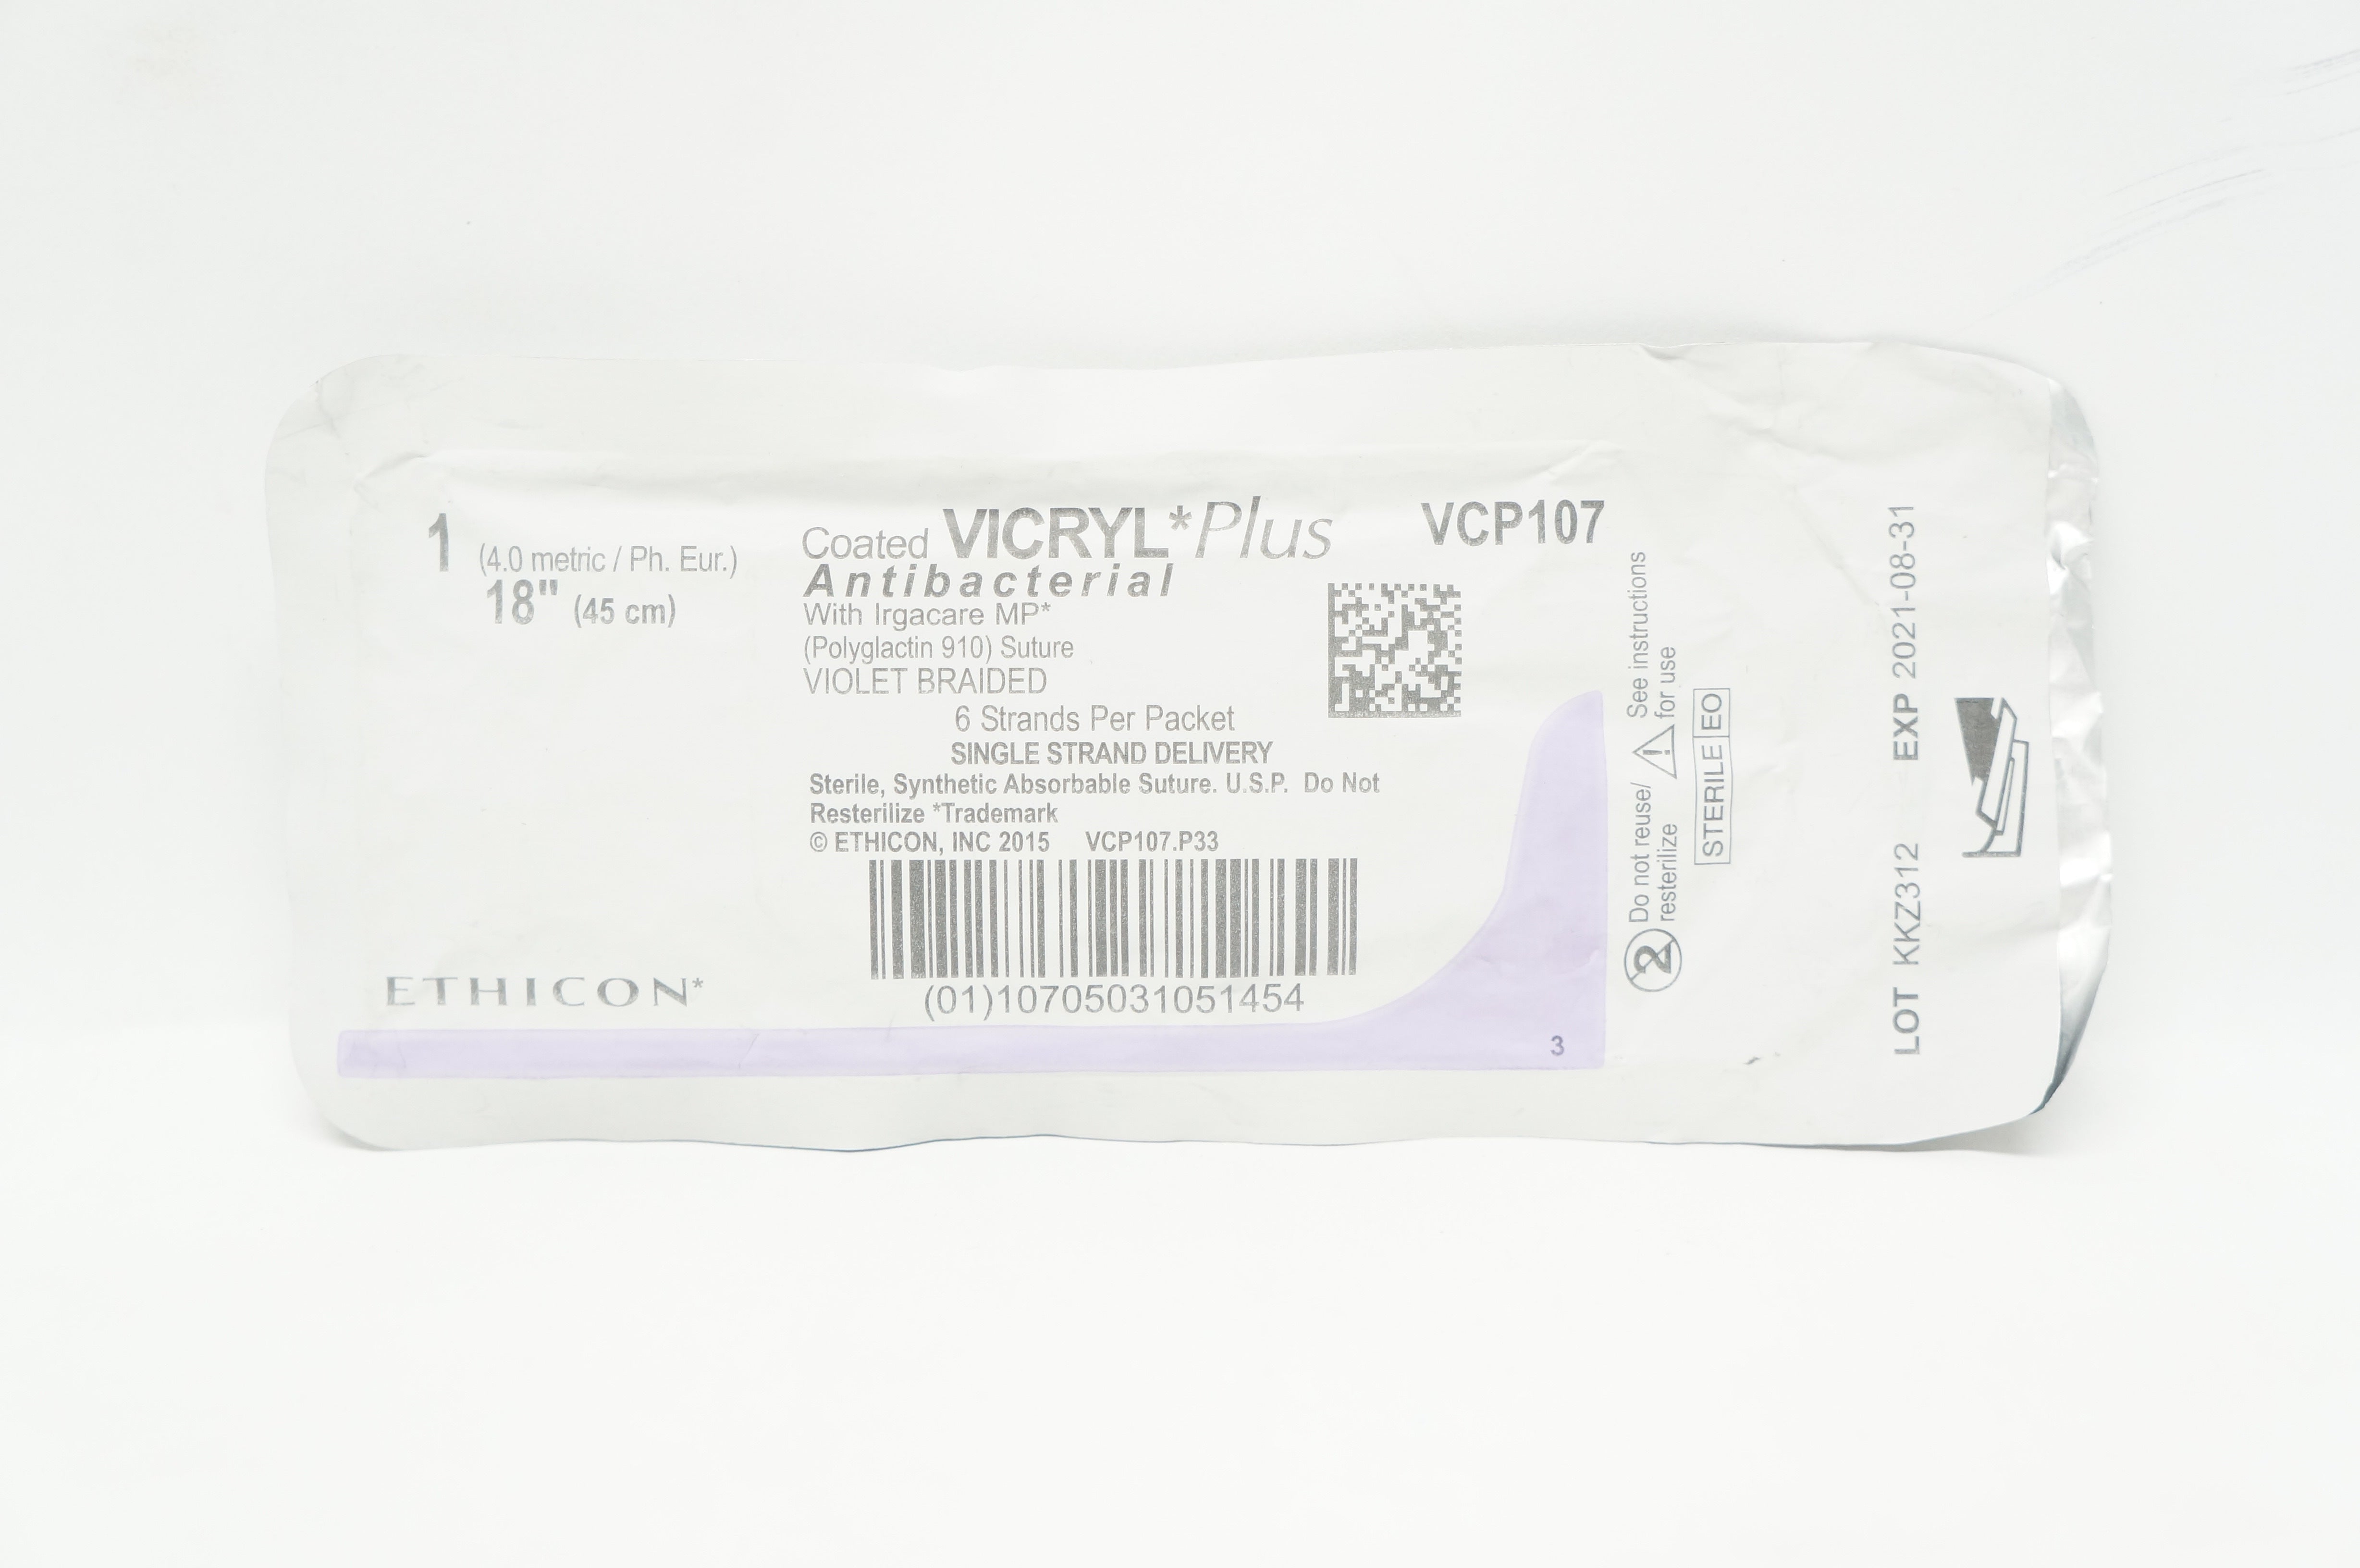 1 (4.0 metric / Ph. Eur.)
18" (45 cm)
Coated VICRYL*Plus
Antibacterial
With Irgacare MP*
(Polyglactin 910) Suture
VIOLET BRAIDED
6 Strands Per Packet
SINGLE STRAND DELIVERY
Sterile, Synthetic Absorbable Suture. U.S.P. Do Not
Resterilize *Trademark
© ETHICON, INC 2015 VCP107.P33
(01)10705031051454
VCP107
ETHICON*
3
2 Do not reuse/
resterilize
See instructions
for use
STERILE EO
LOT KKZ312 EXP 2021-08-31